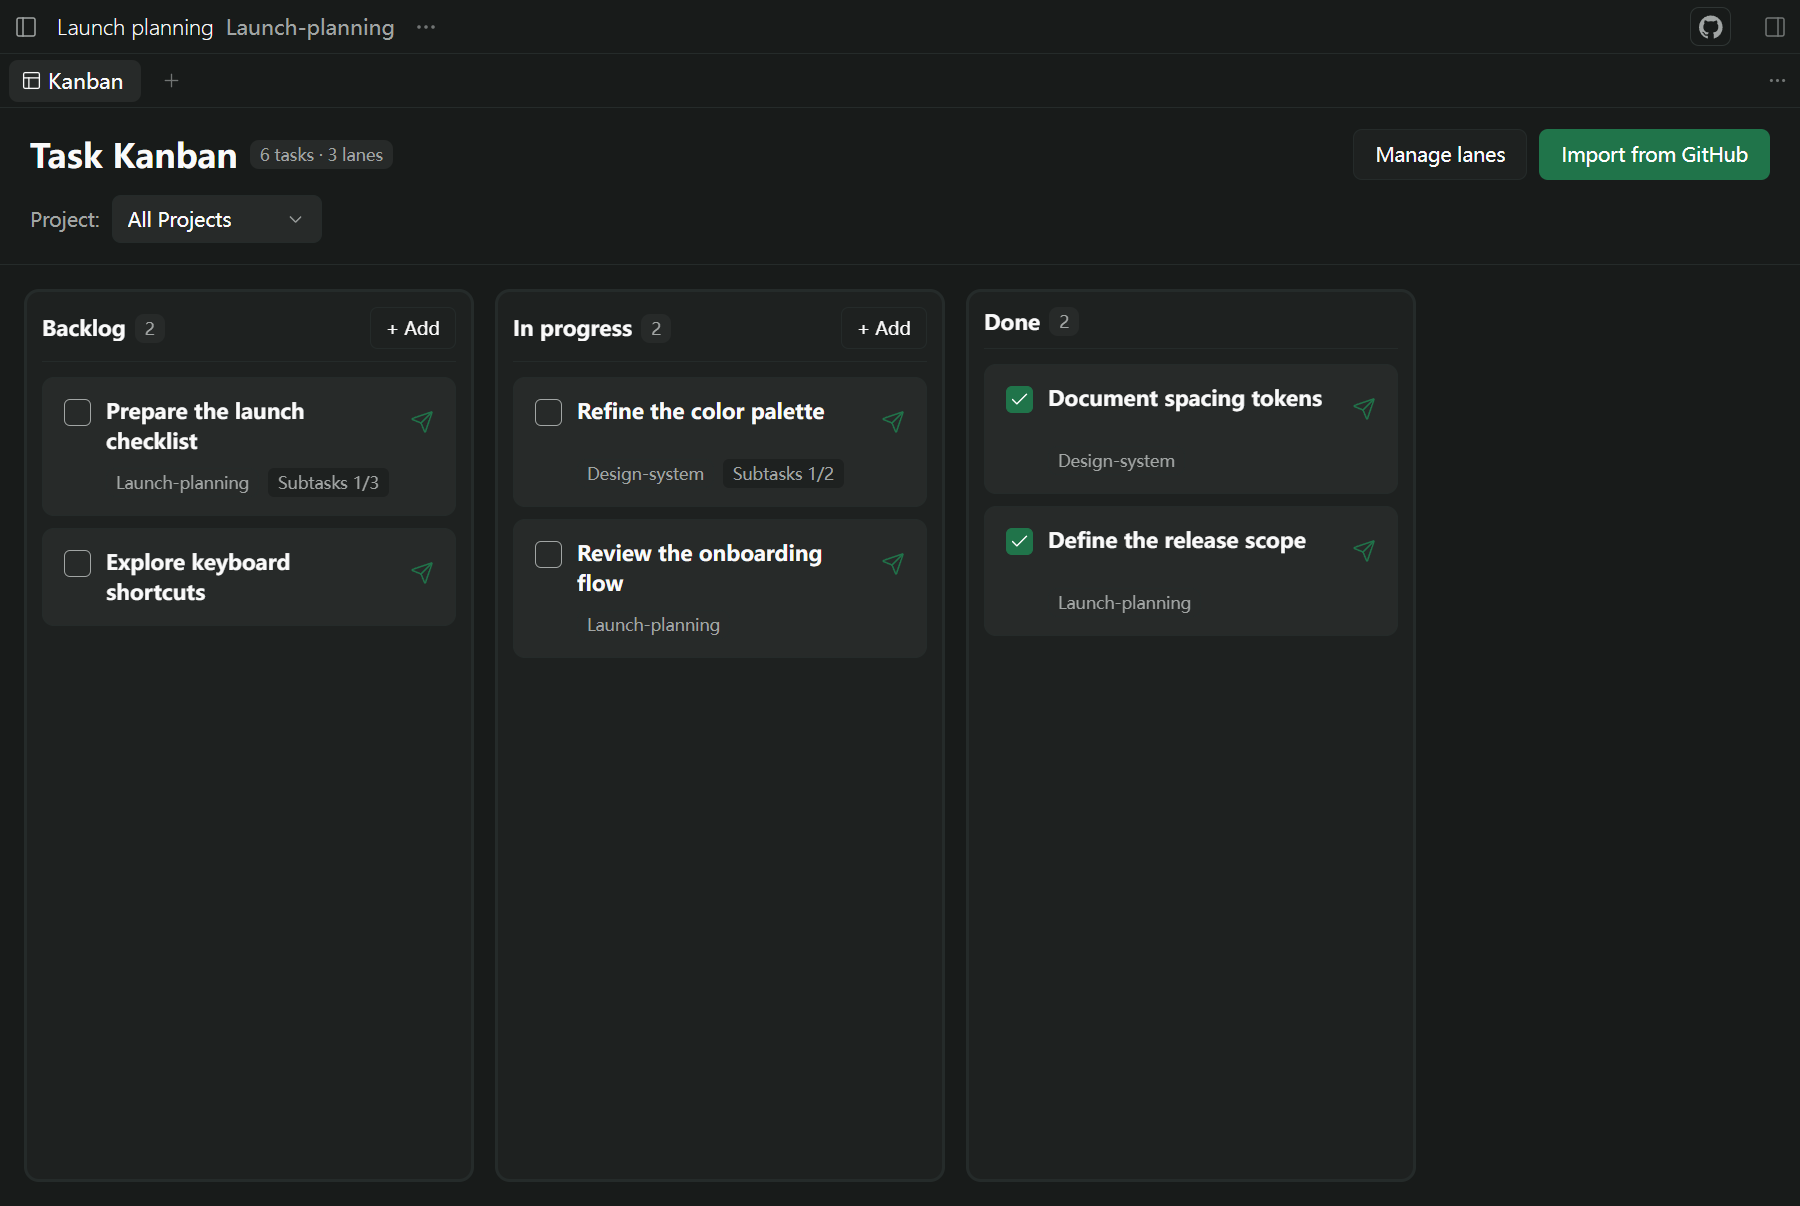 Launch planning Launch-planning
Kanban
Task Kanban 6 tasks · 3 lanes
Manage lanes
Import from GitHub
Project: All Projects
Backlog 2
+ Add
Prepare the launch
checklist
Launch-planning Subtasks 1/3
Explore keyboard
shortcuts
In progress 2
+ Add
Refine the color palette
Design-system Subtasks 1/2
Review the onboarding
flow
Launch-planning
Done 2
Document spacing tokens
Design-system
Define the release scope
Launch-planning